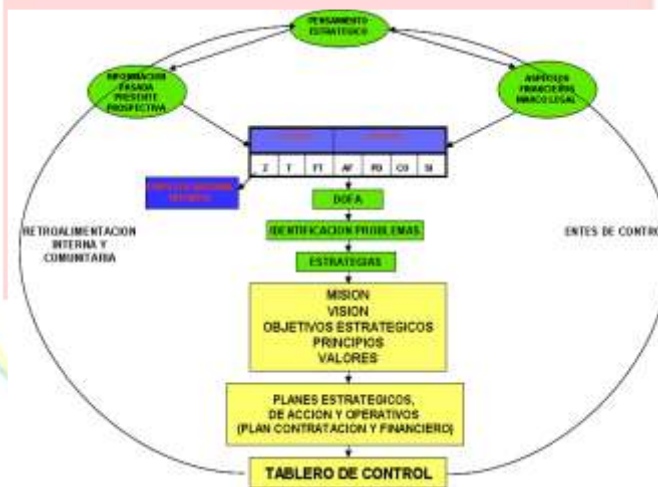 PENSAMIENTO
ESTRATEGICO
INFORMACION
PASADA
PRESENTE
PROSPECTIVA
FINANCIEROS
MARCO LEGAL
Z T FT AF PD CO SI
DOFA
IDENTIFICACION PROBLEMAS
ESTRATEGIAS
RETROALIMENTACION
INTERNA Y
COMUNITARIA
ENTES DE CONTROL
MISION
VISION
OBJETIVOS ESTRATEGICOS
PRINCIPIOS
VALORES
PLANES ESTRATEGICOS,
DE ACCION Y OPERATIVOS
(PLAN CONTRATACION Y FINANCIERO)
TABLERO DE CONTROL